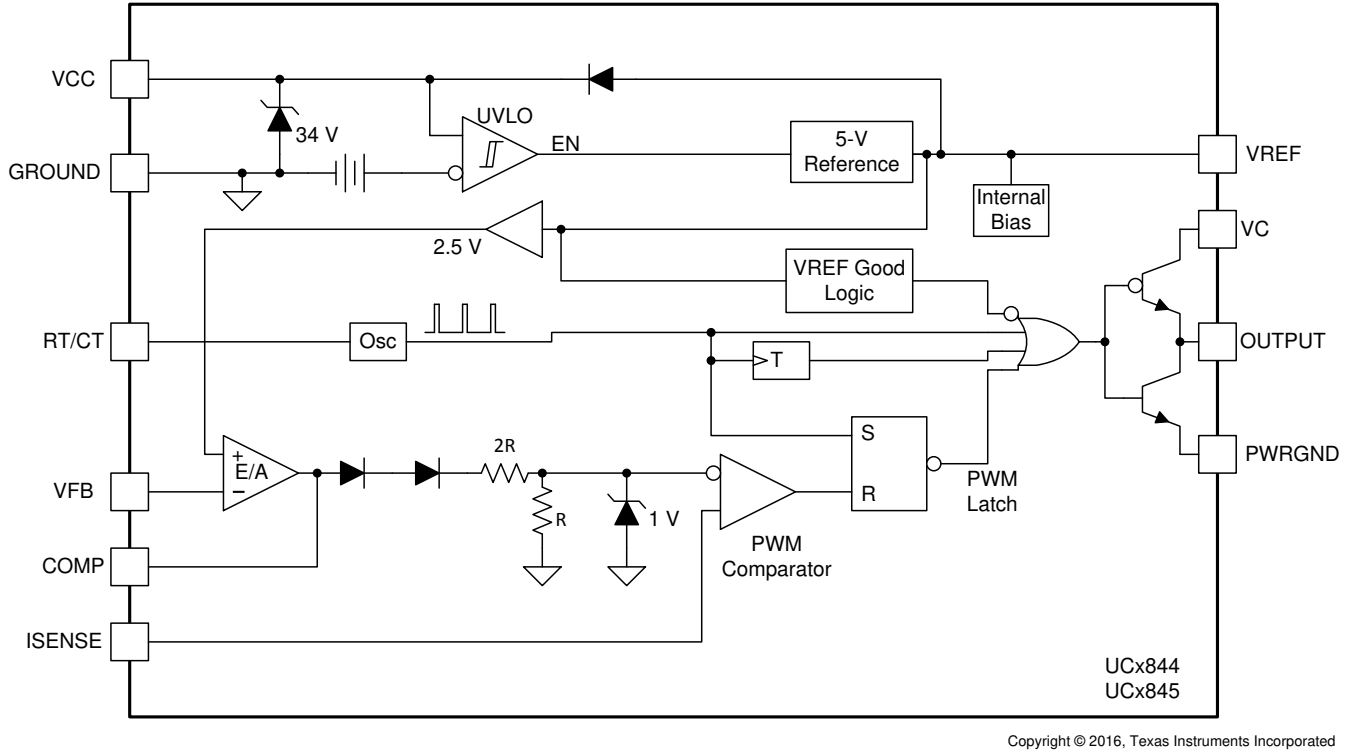 VCC
GROUND
34 V
UVLO
EN
5-V
Reference
VREF
Internal
Bias
VC
2.5 V
VREF Good
Logic
RT/CT
Osc
T
OUTPUT
+
E/A
−
VFB
COMP
ISENSE
2R
R
1 V
PWM
Comparator
S
R
PWM
Latch
PWRGND
UCx844
UCx845
Copyright © 2016, Texas Instruments Incorporated